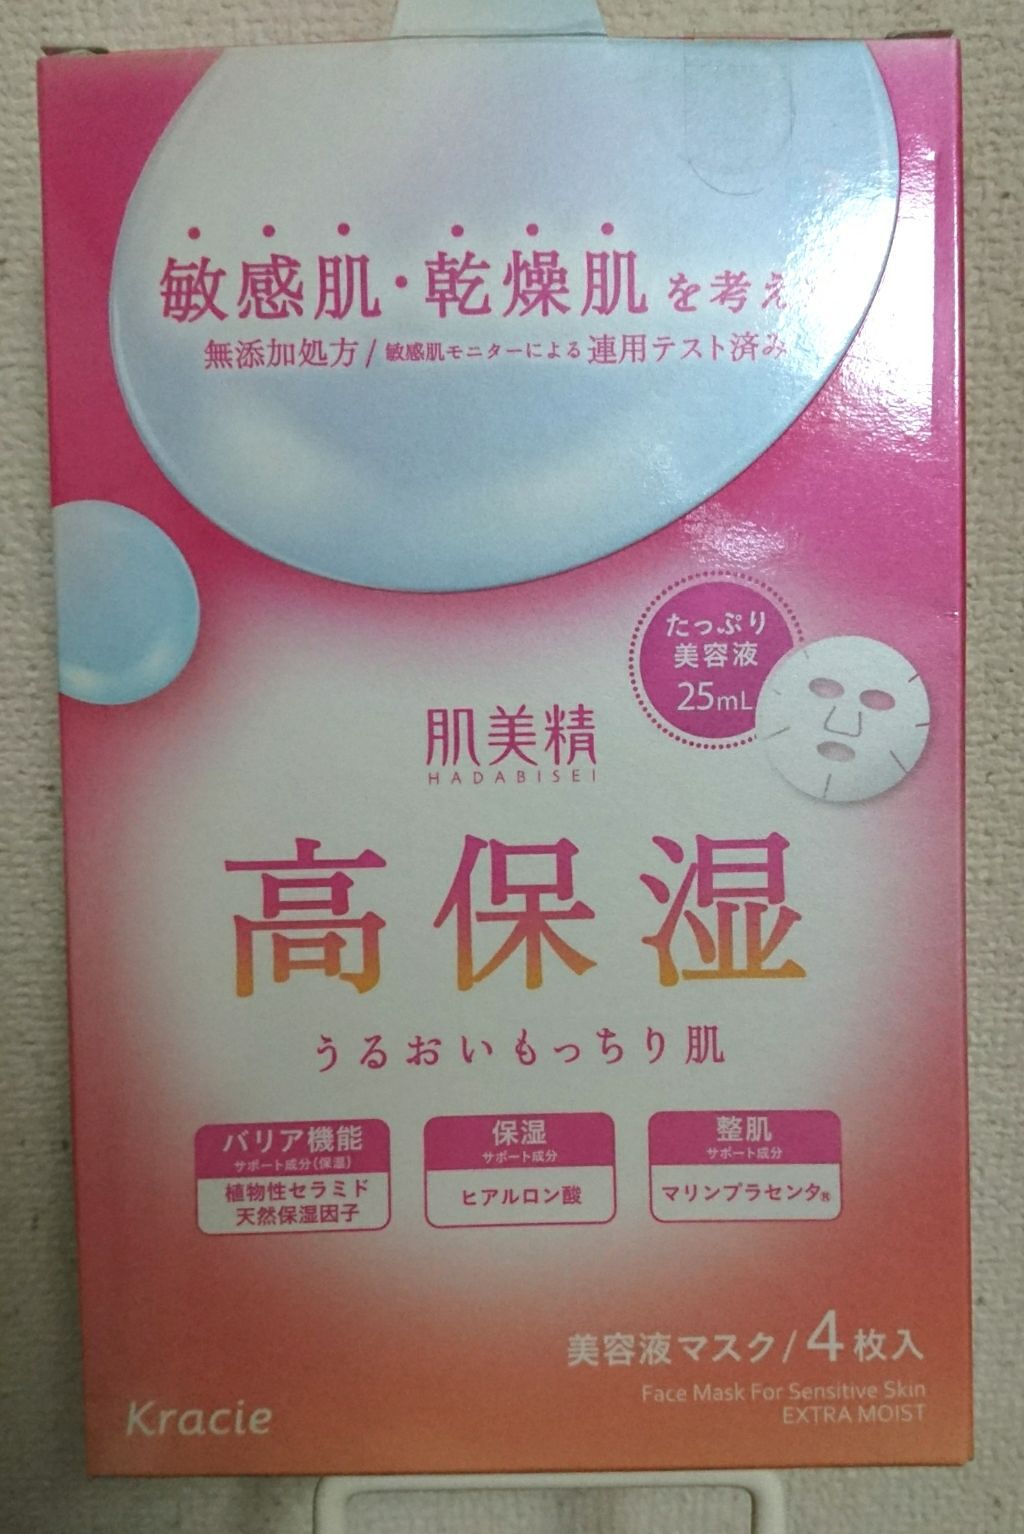 敏感肌・乾燥肌を考え
無添加処方/敏感肌モニターによる連用テスト済み
たっぷり
美容液
25mL
肌美精
HADABISEI
高保湿
うるおいもっちり肌
バリア機能
サポート成分(保湿)
植物性セラミド
天然保湿因子
保湿
サポート成分
ヒアルロン酸
整肌
サポート成分
マリンプラセンタ®
美容液マスク/4枚入
Face Mask For Sensitive Skin
EXTRA MOIST
Kracie